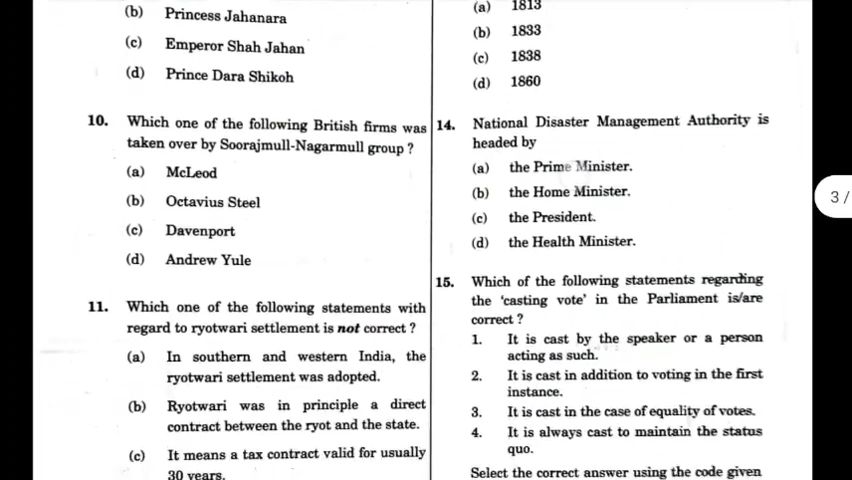 (b) Princess Jahanara
(c) Emperor Shah Jahan
(d) Prince Dara Shikoh
10. Which one of the following British firms was
taken over by Soorajmull-Nagarmull group ?
(a) McLeod
(b) Octavius Steel
(c) Davenport
(d) Andrew Yule
11. Which one of the following statements with
regard to ryotwari settlement is not correct ?
(a) In southern and western India, the
ryotwari settlement was adopted.
(b) Ryotwari was in principle a direct
contract between the ryot and the state.
(c) It means a tax contract valid for usually
30 years.
(a) 1813
(b) 1833
(c) 1838
(d) 1860
14. National Disaster Management Authority is
headed by
(a) the Prime Minister.
(b) the Home Minister.
(c) the President.
(d) the Health Minister.
15. Which of the following statements regarding
the 'casting vote' in the Parliament is/are
correct ?
1. It is cast by the speaker or a person
acting as such.
2. It is cast in addition to voting in the first
instance.
3. It is cast in the case of equality of votes.
4. It is always cast to maintain the status
quo.
Select the correct answer using the code given
3 /